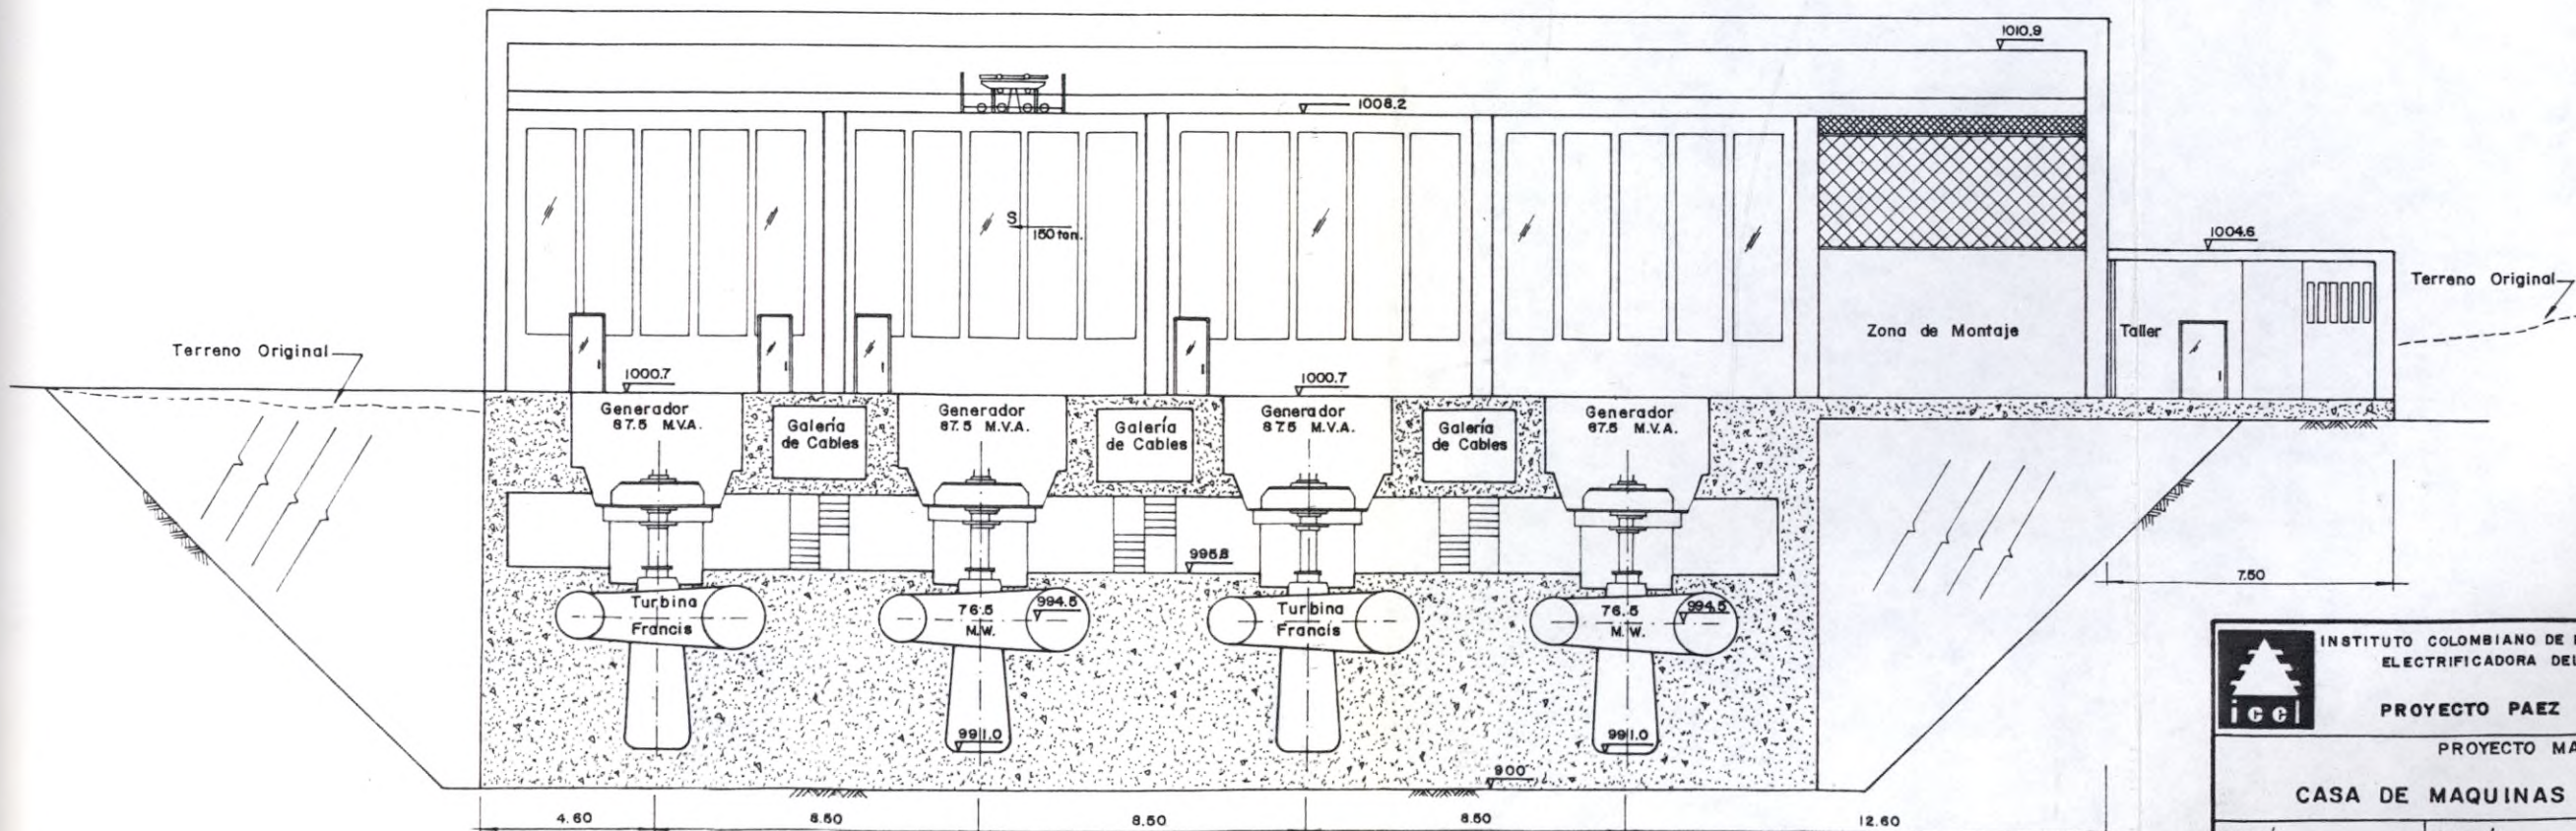 1010.9
1008.2
S
150 ton.
1004.6
Terreno Original
Terreno Original
Zona de Montaje
Taller
1000.7
1000.7
Generador
87.5 M.V.A.
Galería
de Cables
Generador
87.5 M.V.A.
Galería
de Cables
Generador
87.5 M.V.A.
Galería
de Cables
Generador
87.5 M.V.A.
995.8
7.50
Turbina
Francis
76.5
M.W.
994.5
Turbina
Francis
76.5
M.W.
994.5
991.0
991.0
900
4.60
8.50
8.50
8.50
12.60
icel
INSTITUTO COLOMBIANO DE
ELECTRIFICADORA DEL
PROYECTO PAEZ
PROYECTO MA
CASA DE MAQUINAS